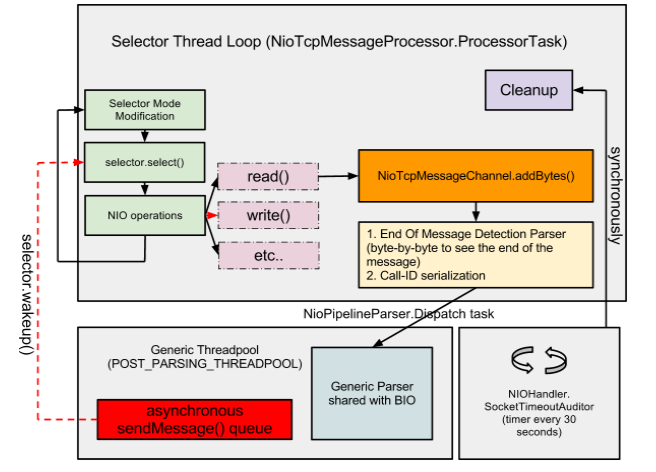 Selector Thread Loop (NioTcpMessageProcessor.ProcessorTask)
Cleanup
Selector Mode
Modification
selector.select()
NIO operations
read()
write()
etc..
NioTcpMessageChannel.addBytes()
1. End Of Message Detection Parser
(byte-by-byte to see the end of the
message)
2. Call-ID serialization
synchronously
selector.wakeup()
NioPipelineParser.Dispatch task
Generic Threadpool
(POST_PARSING_THREADPOOL)
asynchronous
sendMessage() queue
Generic Parser
shared with BIO
NIOHandler.
SocketTimeoutAuditor
(timer every 30
seconds)